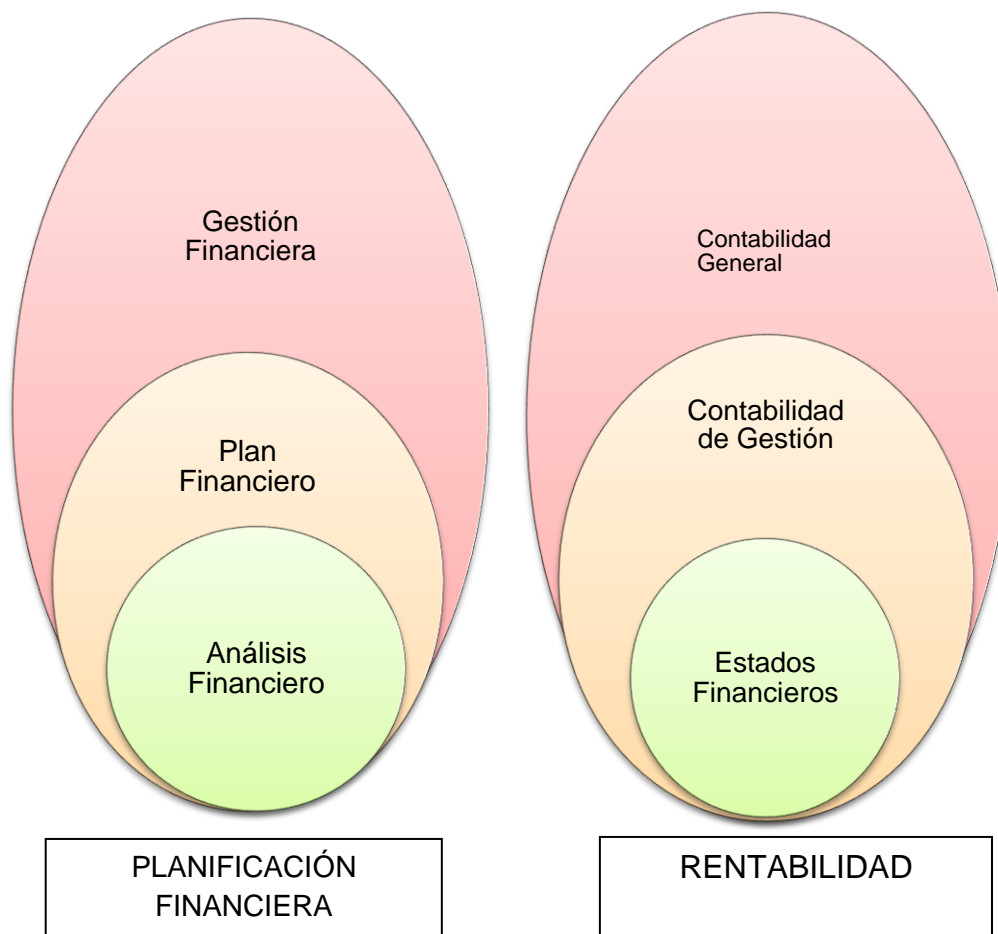 Gestión
Financiera
Plan
Financiero
Análisis
Financiero
PLANIFICACIÓN
FINANCIERA
Contabilidad
General
Contabilidad
de Gestión
Estados
Financieros
RENTABILIDAD